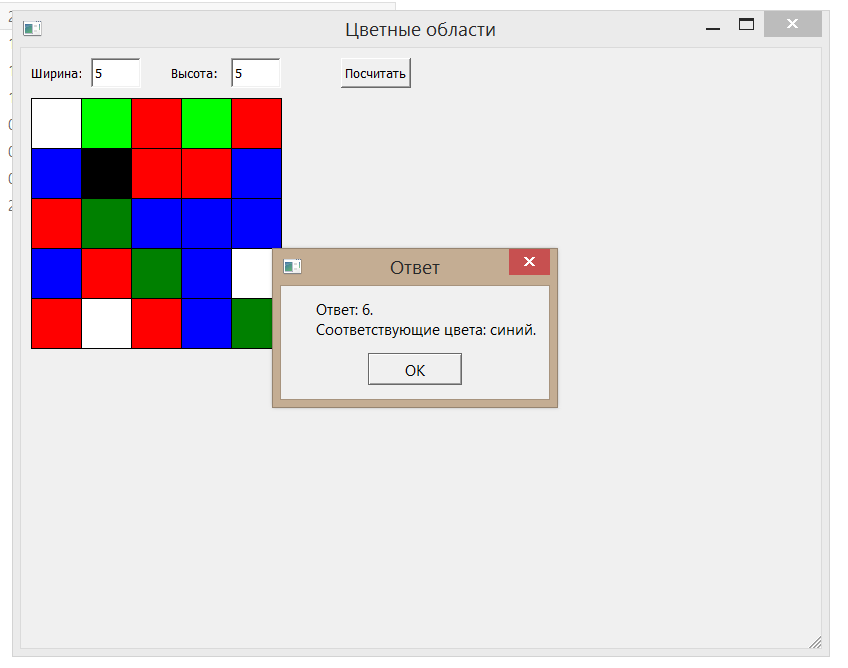 Цветные области
Ширина: 5 Высота: 5 Посчитать
Ответ
Ответ: 6.
Соответствующие цвета: синий.
OK